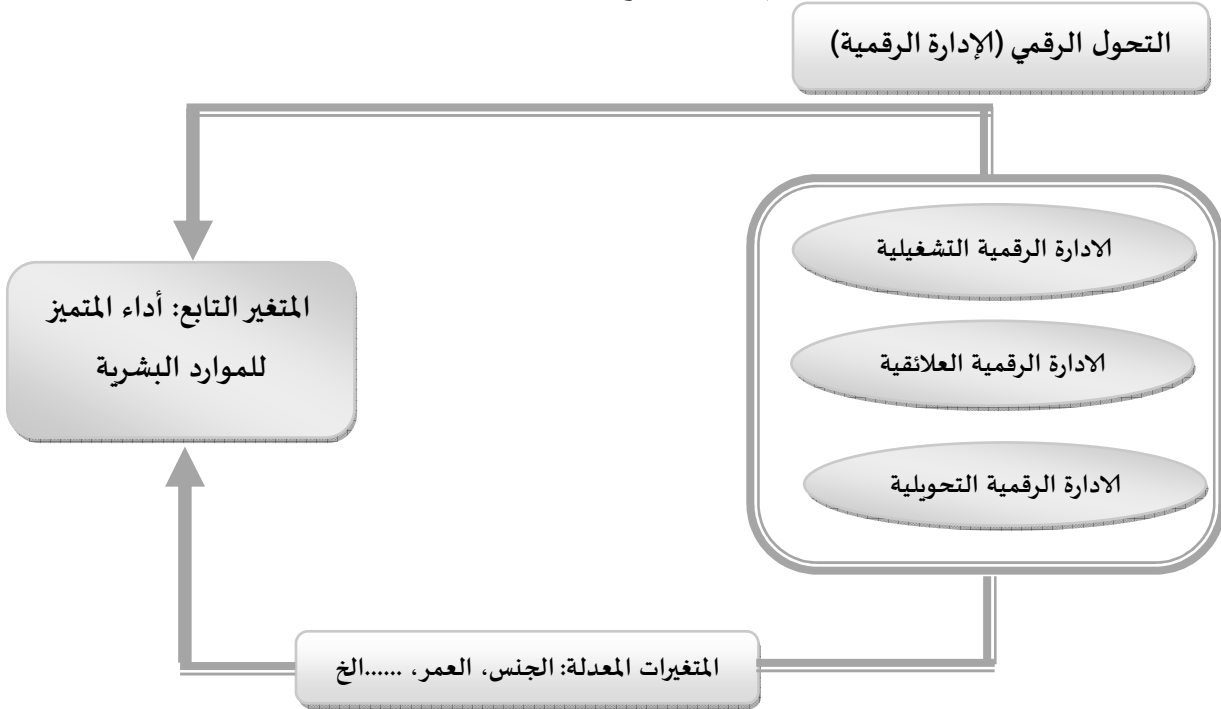 التحول الرقمي (الإدارة الرقمية)
الادارة الرقمية التشغيلية
الادارة الرقمية العلائقية
الادارة الرقمية التحويلية
المتغير التابع: أداء المتميز
للموارد البشرية
المتغيرات المعدلة: الجنس، العمر، ......الخ